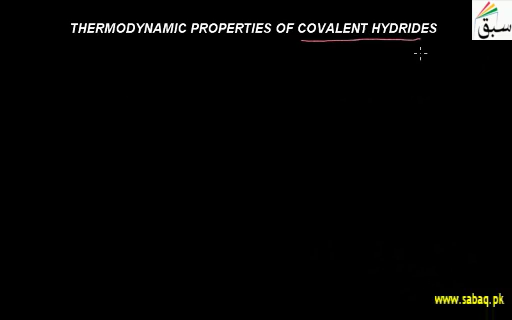 THERMODYNAMIC PROPERTIES OF COVALENT HYDRIDES
سبق
www.sabaq.pk